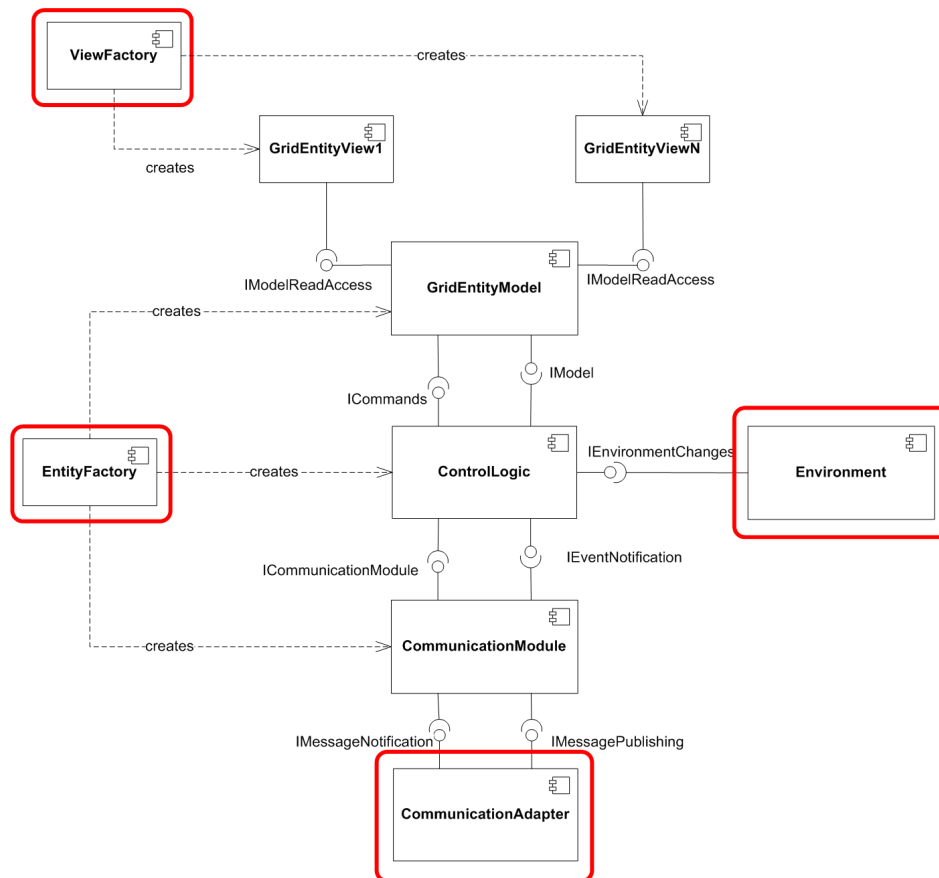 ViewFactory
creates
creates
GridEntityView1
GridEntityViewN
IModelReadAccess
IModelReadAccess
GridEntityModel
creates
IModel
ICommands
EntityFactory
creates
ControlLogic
IEnvironmentChanges
Environment
ICommunicationModule
IEventNotification
creates
CommunicationModule
IMessageNotification
IMessagePublishing
CommunicationAdapter